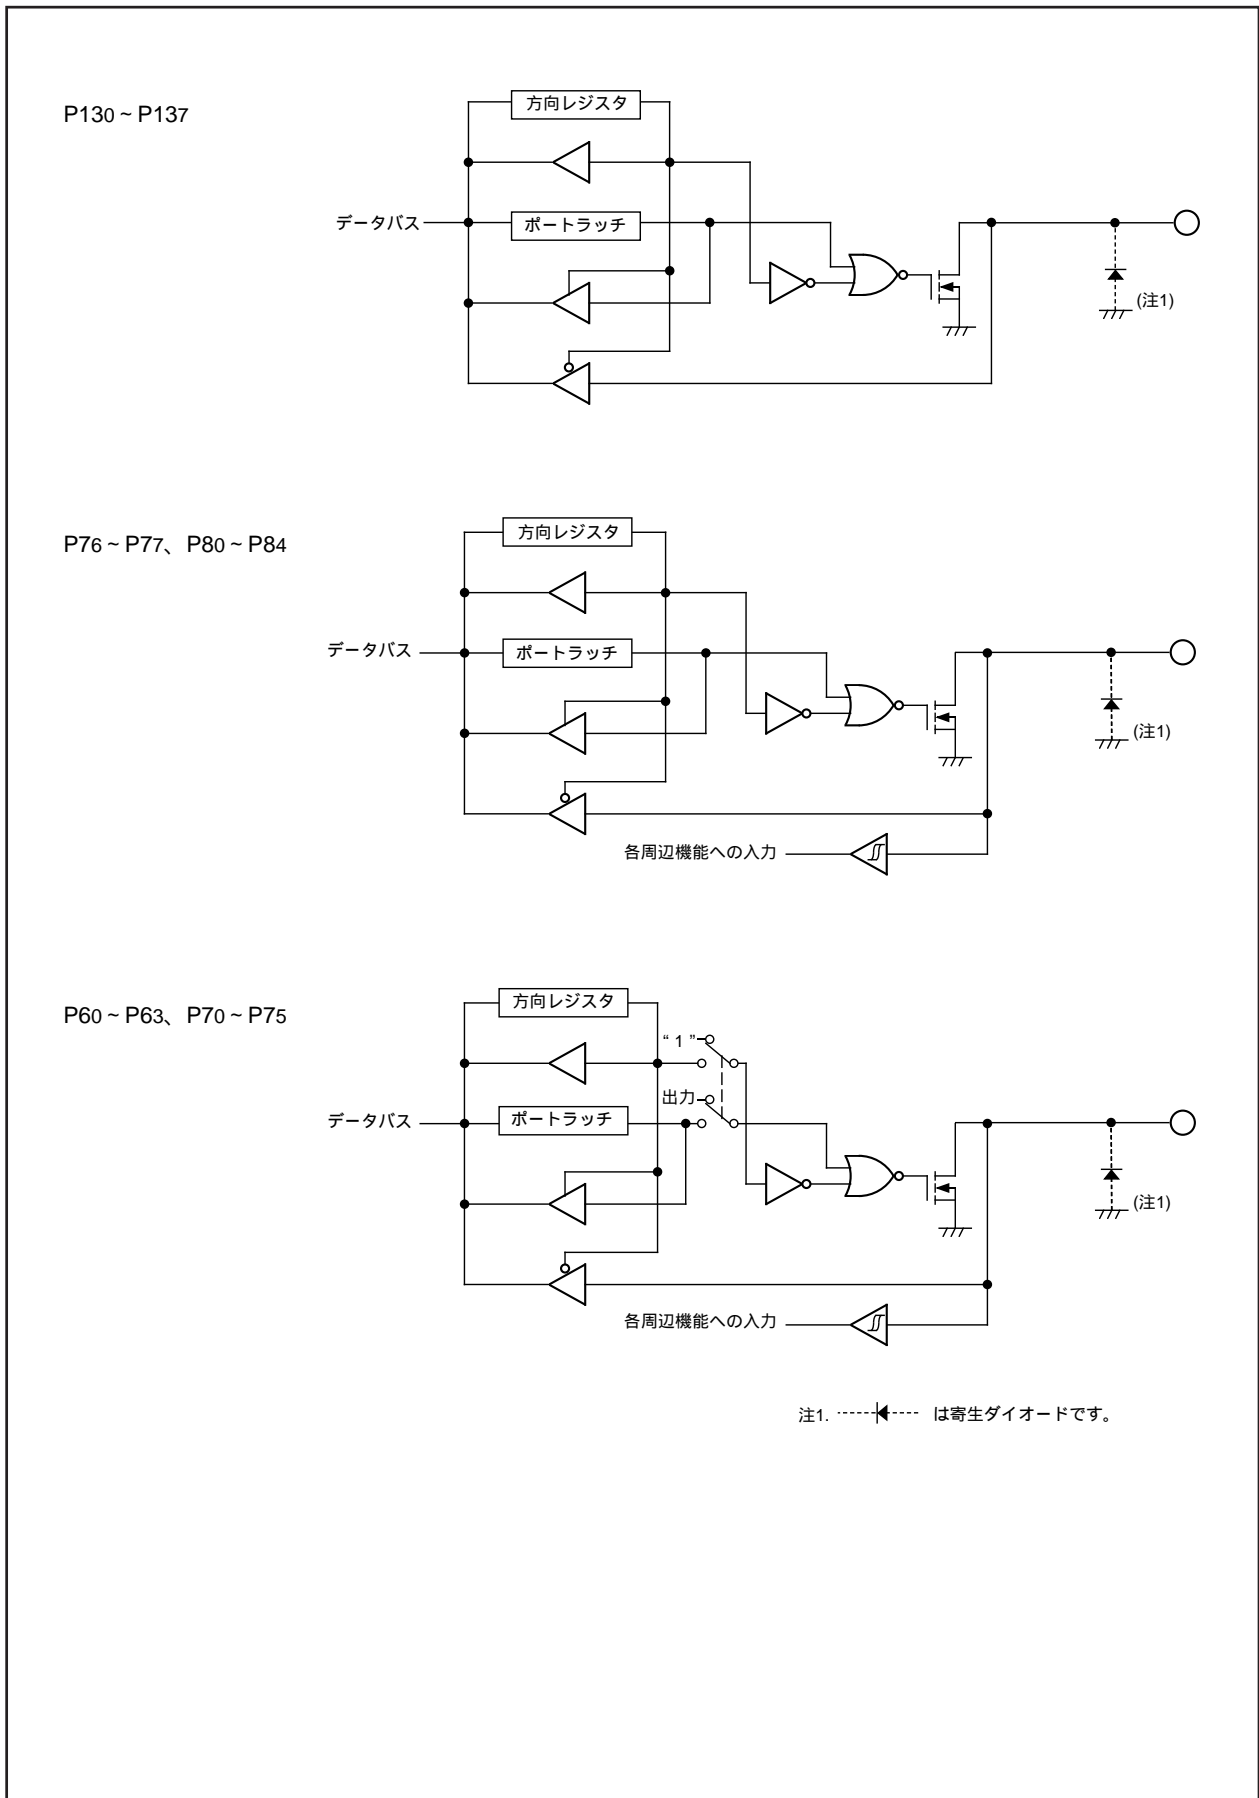 P130 ~ P137
方向レジスタ
データバス
ポートラッチ
(注1)
P76 ~ P77、P80 ~ P84
方向レジスタ
データバス
ポートラッチ
(注1)
各周辺機能への入力
P60 ~ P63、P70 ~ P75
方向レジスタ
“ 1 ”
出力
データバス
ポートラッチ
(注1)
各周辺機能への入力
注1. は寄生ダイオードです。